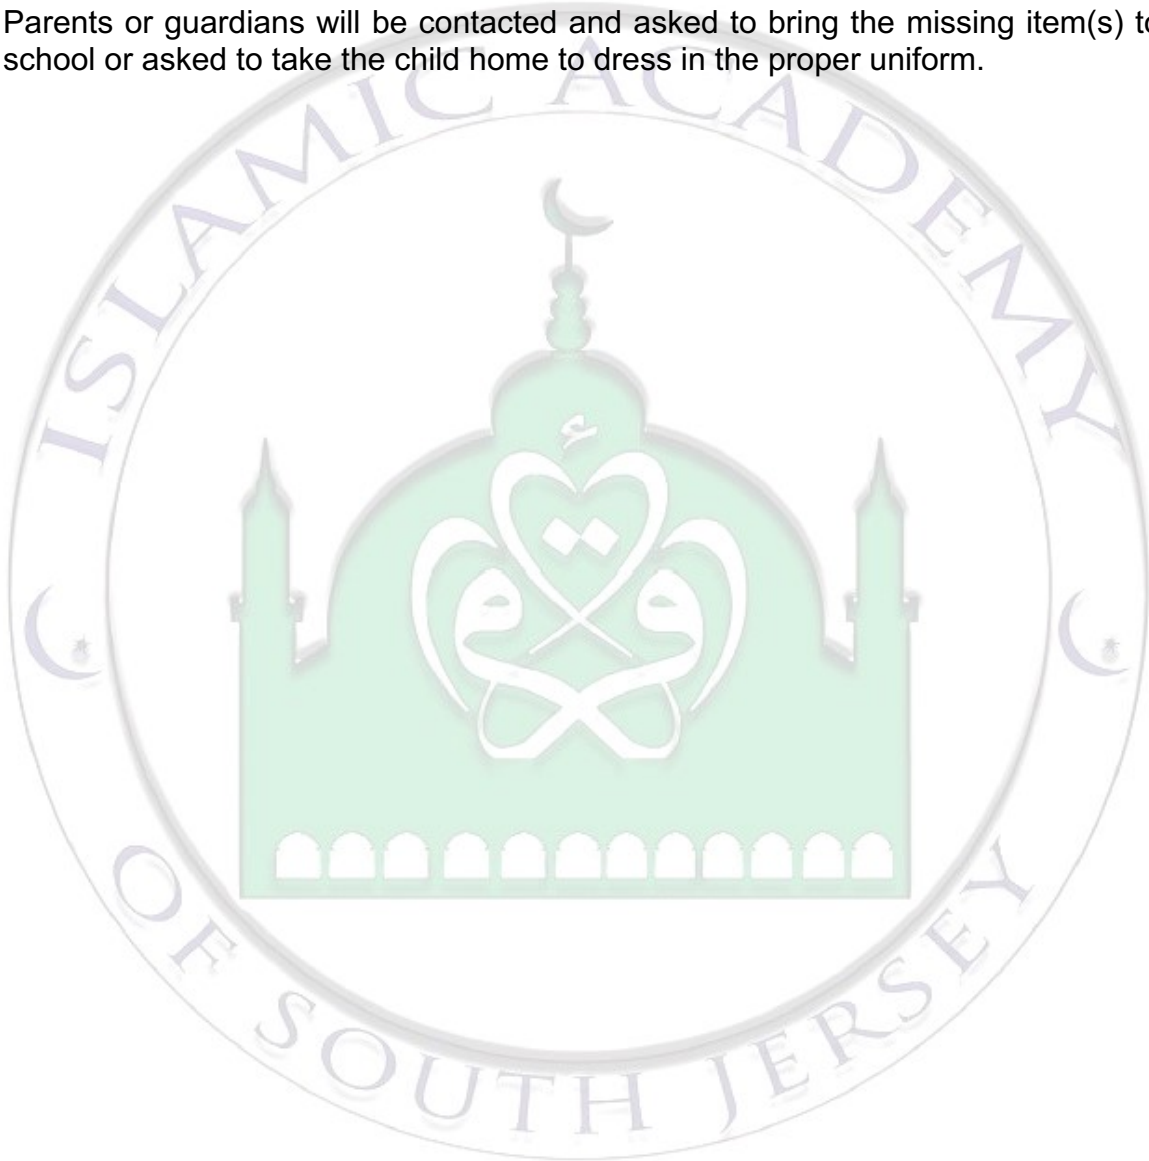 Parents or guardians will be contacted and asked to bring the missing item(s) to
school or asked to take the child home to dress in the proper uniform.
ISLAMIC ACADEMY
OF SOUTH JERSEY